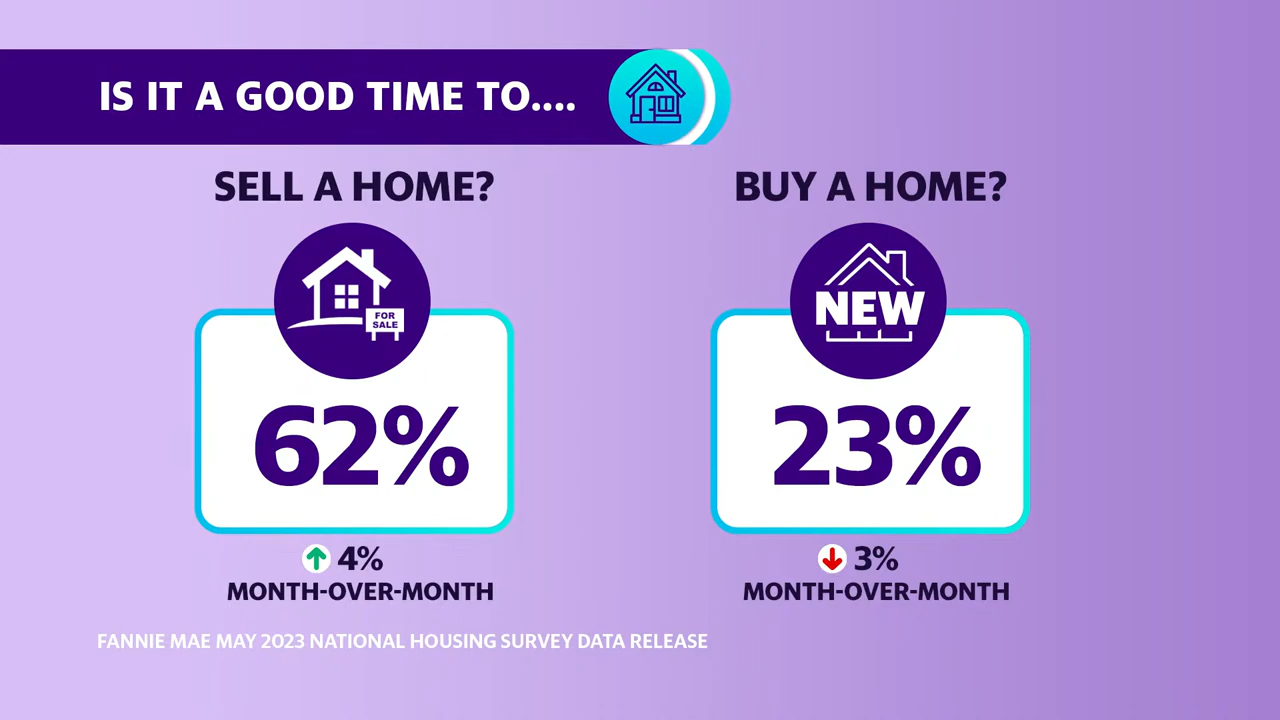 IS IT A GOOD TIME TO....
SELL A HOME?
FOR
SALE
62%
4%
MONTH-OVER-MONTH
BUY A HOME?
NEW
23%
3%
MONTH-OVER-MONTH
FANNIE MAE MAY 2023 NATIONAL HOUSING SURVEY DATA RELEASE